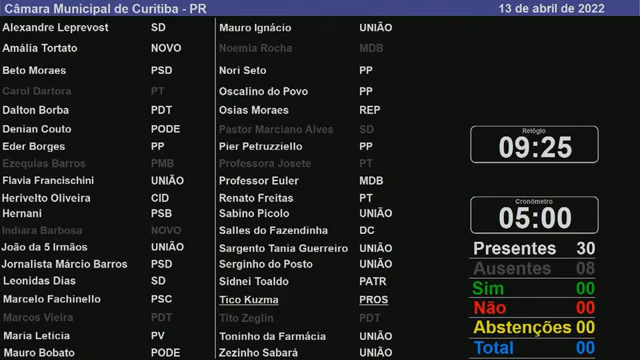 Câmara Municipal de Curitiba - PR 13 de abril de 2022
Alexandre Leprevost SD
Amália Tortato NOVO
Beto Moraes PSD
Carol Dartora PT
Dalton Borba PDT
Denian Couto PODE
Eder Borges PP
Ezequias Barros PMB
Flavia Francischini UNIÃO
Herivelto Oliveira CID
Hernani PSB
Indiara Barbosa NOVO
João da 5 Irmãos UNIÃO
Jornalista Márcio Barros PSD
Leonidas Dias SD
Marcelo Fachinello PSC
Marcos Vieira PDT
Maria Leticia PV
Mauro Bobato PODE
Mauro Ignácio UNIÃO
Noemia Rocha MDB
Nori Seto PP
Oscalino do Povo PP
Osias Moraes REP
Pastor Marciano Alves SD
Pier Petruzziello PP
Professora Josete PT
Professor Euler MDB
Renato Freitas PT
Sabino Picolo UNIÃO
Salles do Fazendinha DC
Sargento Tania Guerreiro UNIÃO
Serginho do Posto UNIÃO
Sidnei Toaldo PATR
Tico Kuzma PROS
Tito Zeglin PDT
Toninho da Farmácia UNIÃO
Zezinho Sabará UNIÃO
Relógio
09:25
Cronômetro
05:00
Presentes 30
Ausentes 08
Sim 00
Não 00
Abstenções 00
Total 00